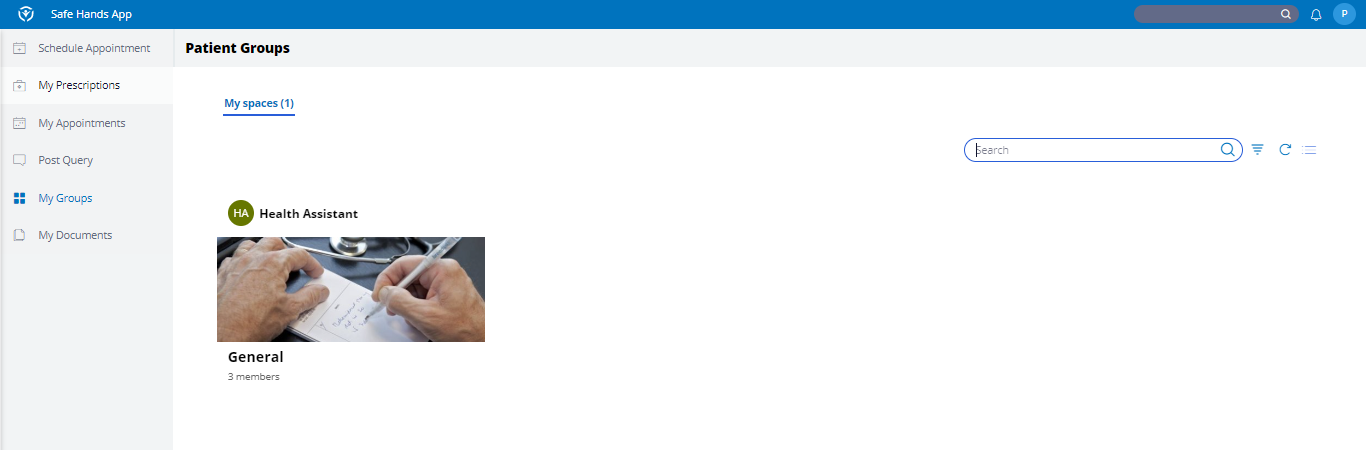 Safe Hands App
P
Schedule Appointment
Patient Groups
My Prescriptions
My spaces (1)
My Appointments
Search
Post Query
My Groups
HA Health Assistant
My Documents
General
3 members